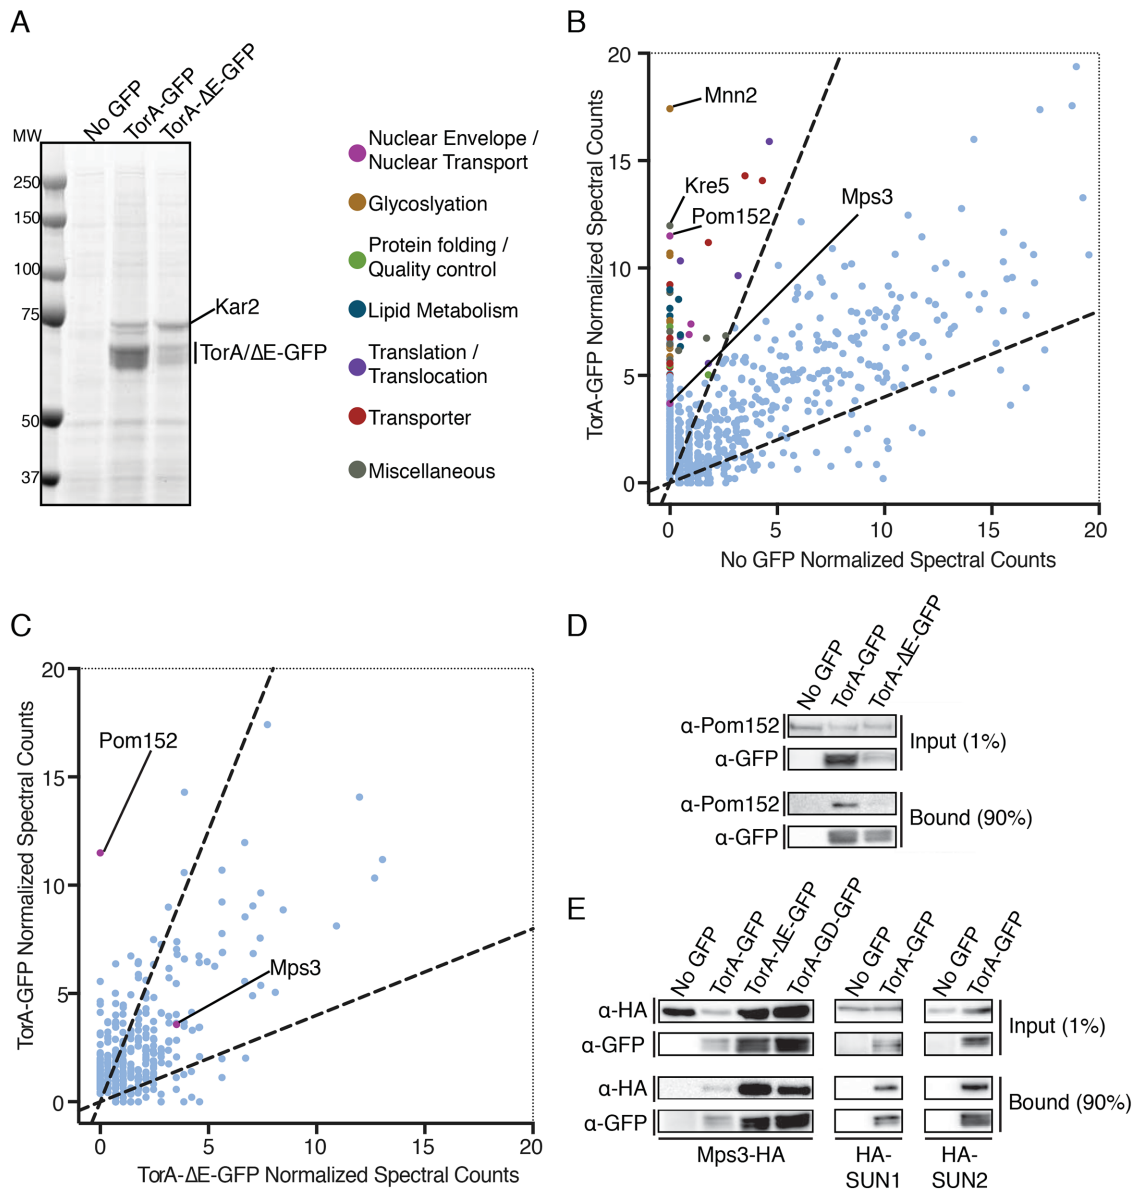 A
No GFP
TorA-GFP
TorA-ΔE-GFP
MW
250
150
100
75
50
37
Kar2
TorA/ΔE-GFP
Nuclear Envelope /
Nuclear Transport
Glycoslyation
Protein folding /
Quality control
Lipid Metabolism
Translation /
Translocation
Transporter
Miscellaneous
B
TorA-GFP Normalized Spectral Counts
20
15
10
5
0
Mnn2
Kre5
Pom152
Mps3
0
5
10
15
20
No GFP Normalized Spectral Counts
C
TorA-GFP Normalized Spectral Counts
20
15
10
5
0
Pom152
Mps3
0
5
10
15
20
TorA-ΔE-GFP Normalized Spectral Counts
D
No GFP
TorA-GFP
TorA-ΔE-GFP
α-Pom152
α-GFP
Input (1%)
α-Pom152
α-GFP
Bound (90%)
E
No GFP
TorA-GFP
TorA-ΔE-GFP
TorA-GD-GFP
No GFP
TorA-GFP
No GFP
TorA-GFP
α-HA
α-GFP
Input (1%)
α-HA
α-GFP
Bound (90%)
Mps3-HA
HA-
SUN1
HA-
SUN2